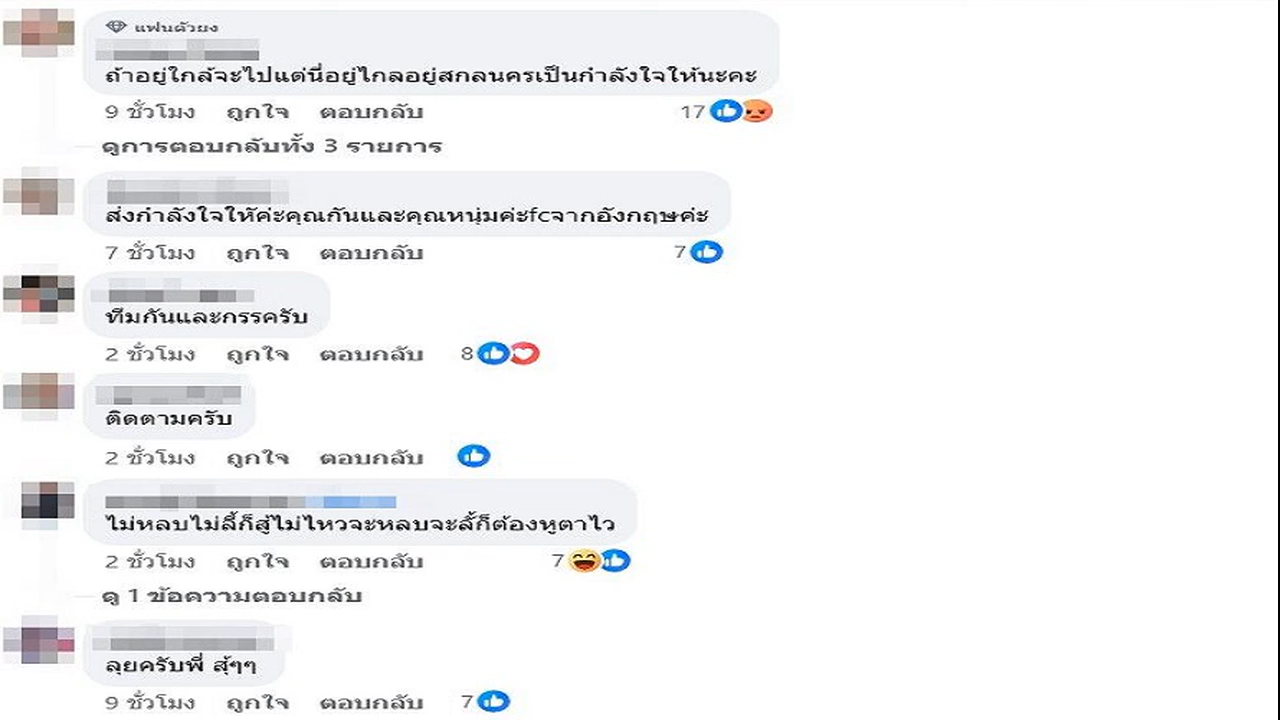 แฟนตัวยง
ถ้าอยู่ใกล้จะไปแต่นี่อยู่ไกลอยู่สกลนครเป็นกำลังใจให้นะคะ
9 ชั่วโมง ถูกใจ ตอบกลับ 17
ดูการตอบกลับทั้ง 3 รายการ
ส่งกำลังใจให้ค่ะคุณกันและคุณหนุ่มค่ะfcจากอังกฤษค่ะ
7 ชั่วโมง ถูกใจ ตอบกลับ 7
ทีมกันและกรรครับ
2 ชั่วโมง ถูกใจ ตอบกลับ 8
ติดตามครับ
2 ชั่วโมง ถูกใจ ตอบกลับ
ไม่หลบไม่ลี้ก็สู้ไม่ไหวจะหลบจะลี้ก็ต้องหูตาไว
2 ชั่วโมง ถูกใจ ตอบกลับ 7
ดู 1 ข้อความตอบกลับ
ลุยครับพี่ สุ้ๆๆ
9 ชั่วโมง ถูกใจ ตอบกลับ 7